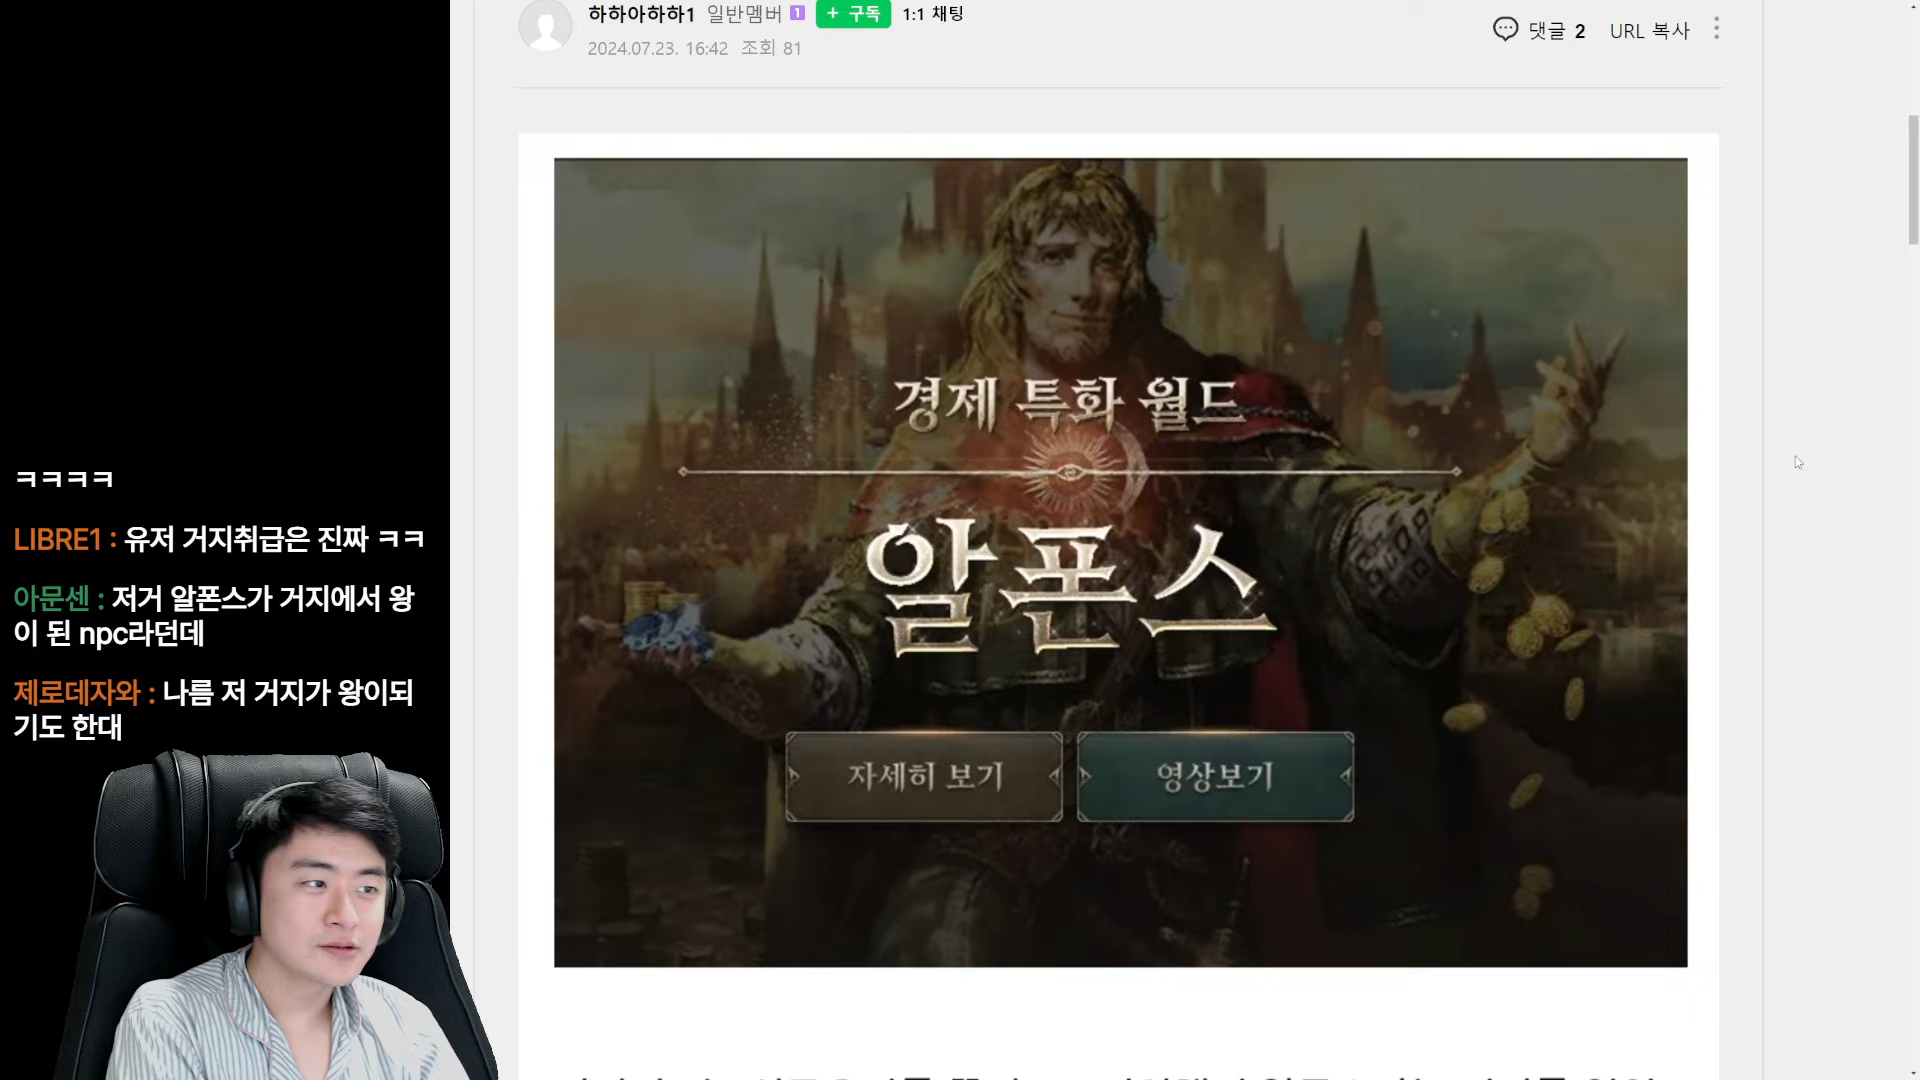 하하아하하1 일반멤버 1 + 구독 1:1 채팅
2024.07.23. 16:42 조회 81
댓글 2 URL 복사
경제 특화 월드
알폰스
자세히 보기
영상보기
ㅋㅋㅋㅋ
LIBRE1 : 유저 거지취급은 진짜 ㅋㅋ
아문센 : 저거 알폰스가 거지에서 왕
이 된 npc라던데
제로데자와 : 나름 저 거지가 왕이되
기도 한대